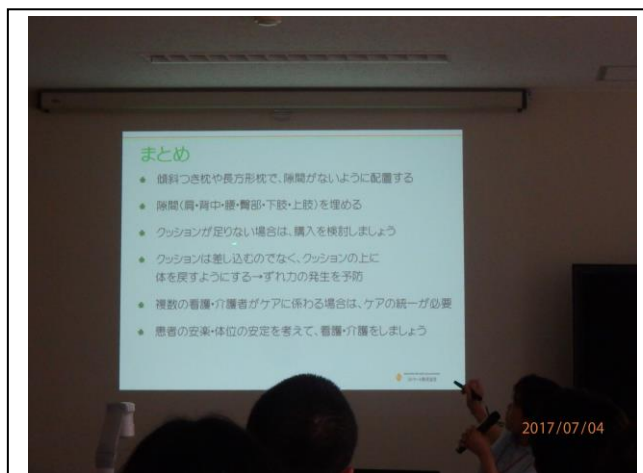 まとめ
傾斜つき枕や長方形枕で、隙間がないように配置する
隙間(肩・背中・腰・臀部・下肢・上肢)を埋める
クッションが足りない場合は、購入を検討しましょう
クッションは差し込むのでなく、クッションの上に
体を戻すようにする→ずれ力の発生を予防
複数の看護・介護者がケアに係わる場合は、ケアの統一が必要
患者の安楽・体位の安定を考えて、看護・介護をしましょう
2017/07/04